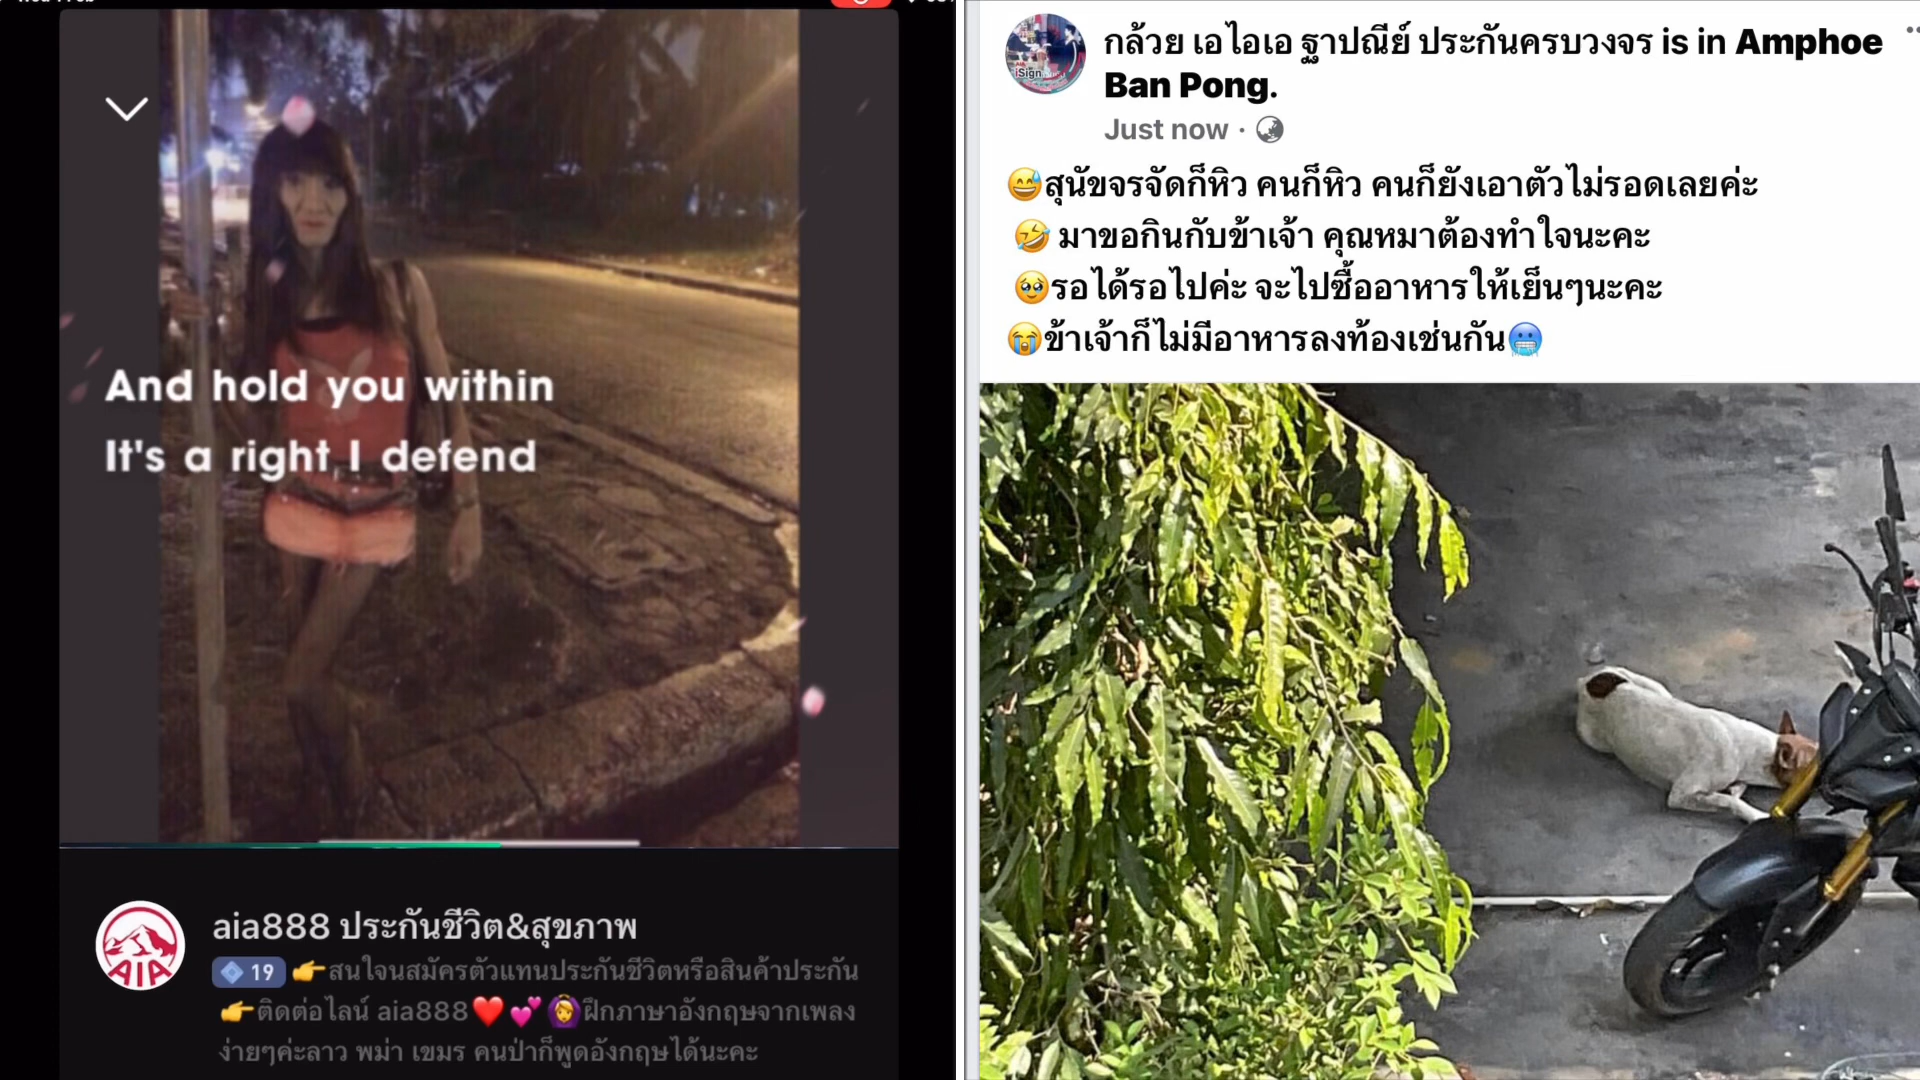 And hold you within
It's a right I defend
AIA
aia888 ประกันชีวิต&สุขภาพ
19 👉สนใจนสมัครตัวแทนประกันชีวิตหรือสินค้าประกัน
👉ติดต่อไลน์ aia888❤️💕🙆ฝึกภาษาอังกฤษจากเพลง
ง่ายๆค่ะลาว พม่า เขมร คนป่าก็พูดอังกฤษได้นะคะ
iSign
กล้วย เอไอเอ ฐาปณีย์ ประกันครบวงจร is in Amphoe
Ban Pong.
Just now ·
😅สุนัขจรจัดก็หิว คนก็หิว คนก็ยังเอาตัวไม่รอดเลยค่ะ
🤣 มาขอกินกับข้าเจ้า คุณหมาต้องทำใจนะคะ
🥹รอได้รอไปค่ะ จะไปซื้ออาหารให้เย็นๆนะคะ
😭ข้าเจ้าก็ไม่มีอาหารลงท้องเช่นกัน🥶